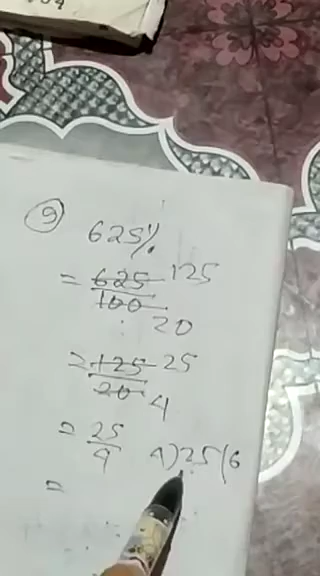 9
625%
= 625/100 125
20
= 125/20 25
4
= 25/4 4)25(6
=